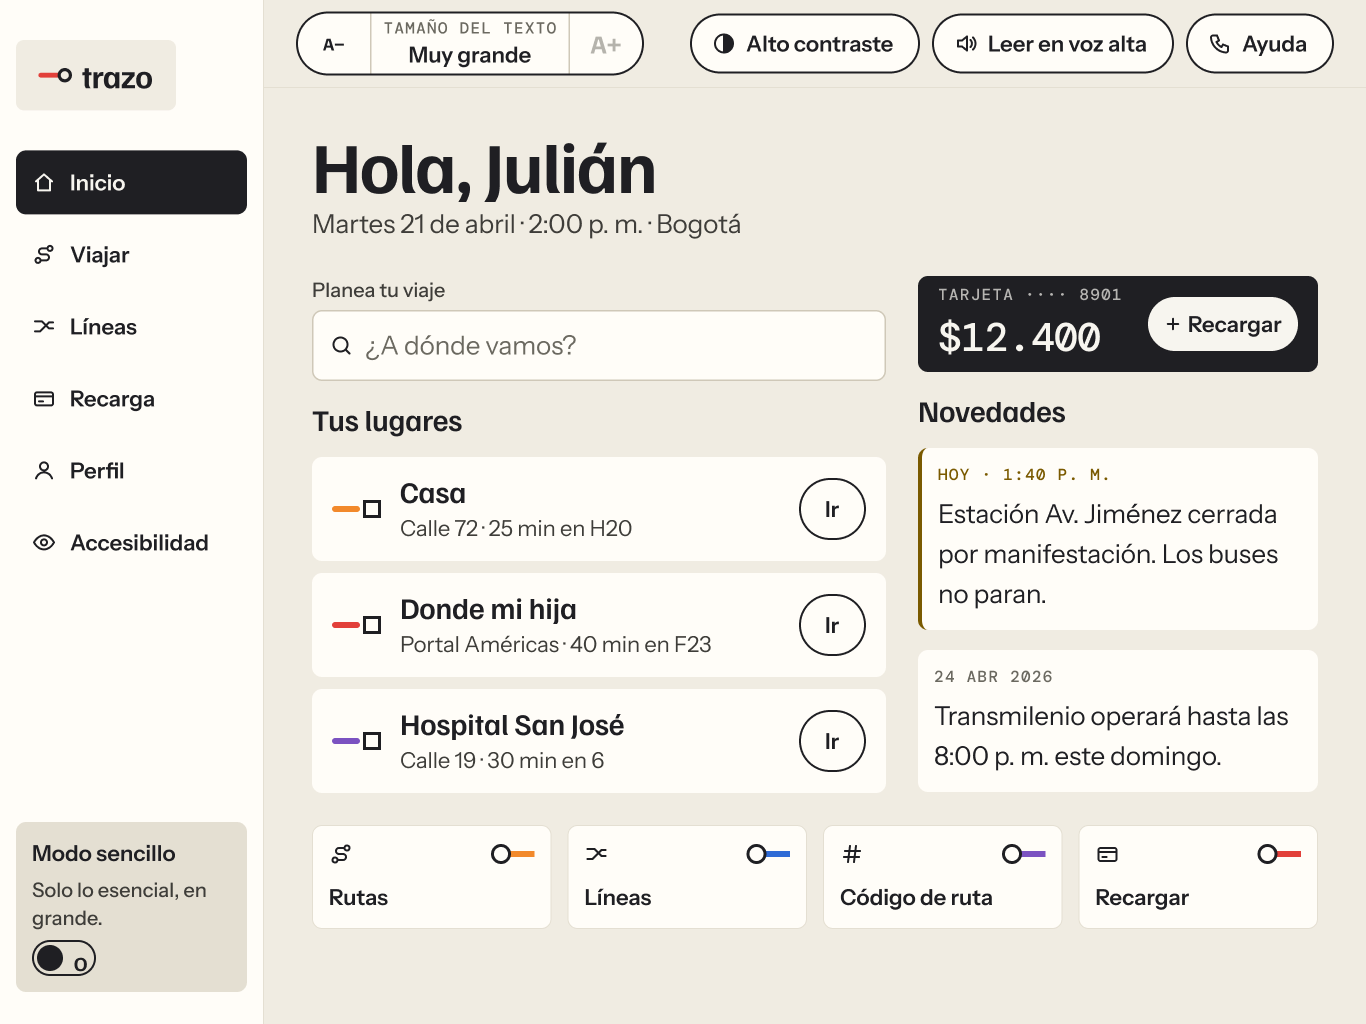 trazo
Inicio
Viajar
Líneas
Recarga
Perfil
Accesibilidad
Modo sencillo
Solo lo esencial, en
grande.
O
A−
TAMAÑO DEL TEXTO
Muy grande
A+
Alto contraste
Leer en voz alta
Ayuda
Hola, Julián
Martes 21 de abril · 2:00 p. m. · Bogotá
Planea tu viaje
¿A dónde vamos?
Tus lugares
Casa
Calle 72 · 25 min en H20
Ir
Donde mi hija
Portal Américas · 40 min en F23
Ir
Hospital San José
Calle 19 · 30 min en 6
Ir
TARJETA ···· 8901
$12.400
+ Recargar
Novedades
HOY · 1:40 P. M.
Estación Av. Jiménez cerrada
por manifestación. Los buses
no paran.
24 ABR 2026
Transmilenio operará hasta las
8:00 p. m. este domingo.
Rutas
Líneas
#
Código de ruta
Recargar